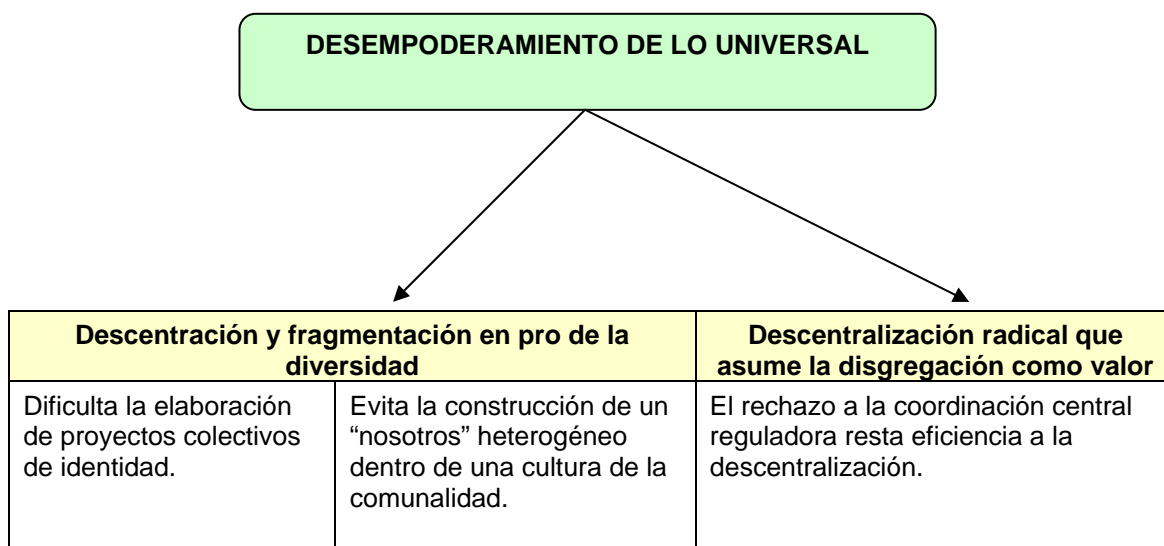 DESEMPODERAMIENTO DE LO UNIVERSAL
Descentración y fragmentación en pro de la
diversidad
Descentralización radical que
asume la disgregación como valor
Dificulta la elaboración
de proyectos colectivos
de identidad.
Evita la construcción de un
“nosotros” heterogéneo
dentro de una cultura de la
comunalidad.
El rechazo a la coordinación central
reguladora resta eficiencia a la
descentralización.